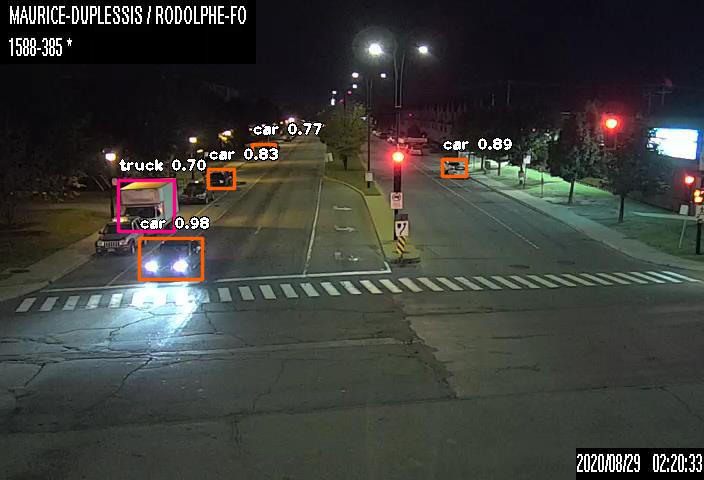 MAURICE-DUPLESSIS / RODOLPHE-FO
1588-385 *
car 0.77
car 0.89
car 0.83
truck 0.70
car 0.98
2020/08/29 02:20:33